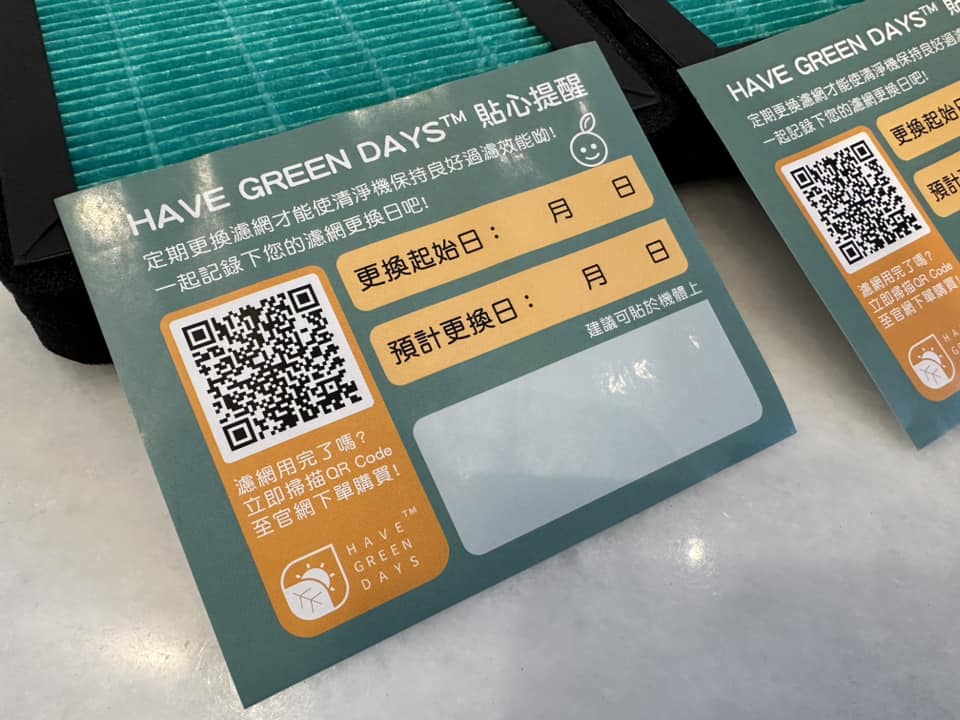 HAVE GREEN DAYS™ 貼心提醒
定期更換濾網才能使清淨機保持良好過濾效能呦!
一起記錄下您的濾網更換日吧!
更換起始日: 月 日
預計更換日: 月 日
建議可貼於機體上
濾網用完了嗎?
立即掃描QR Code
至官網下單購買!
HAVE™
GREEN
DAYS
HAVE GREEN DAYS™ 貼
定期更換濾網才能使清淨機保持良好過濾
一起記錄下您的濾網更換日吧!
更換起始日
預計
濾網用完了嗎?
立即掃描QR Code
至官網下單購買!